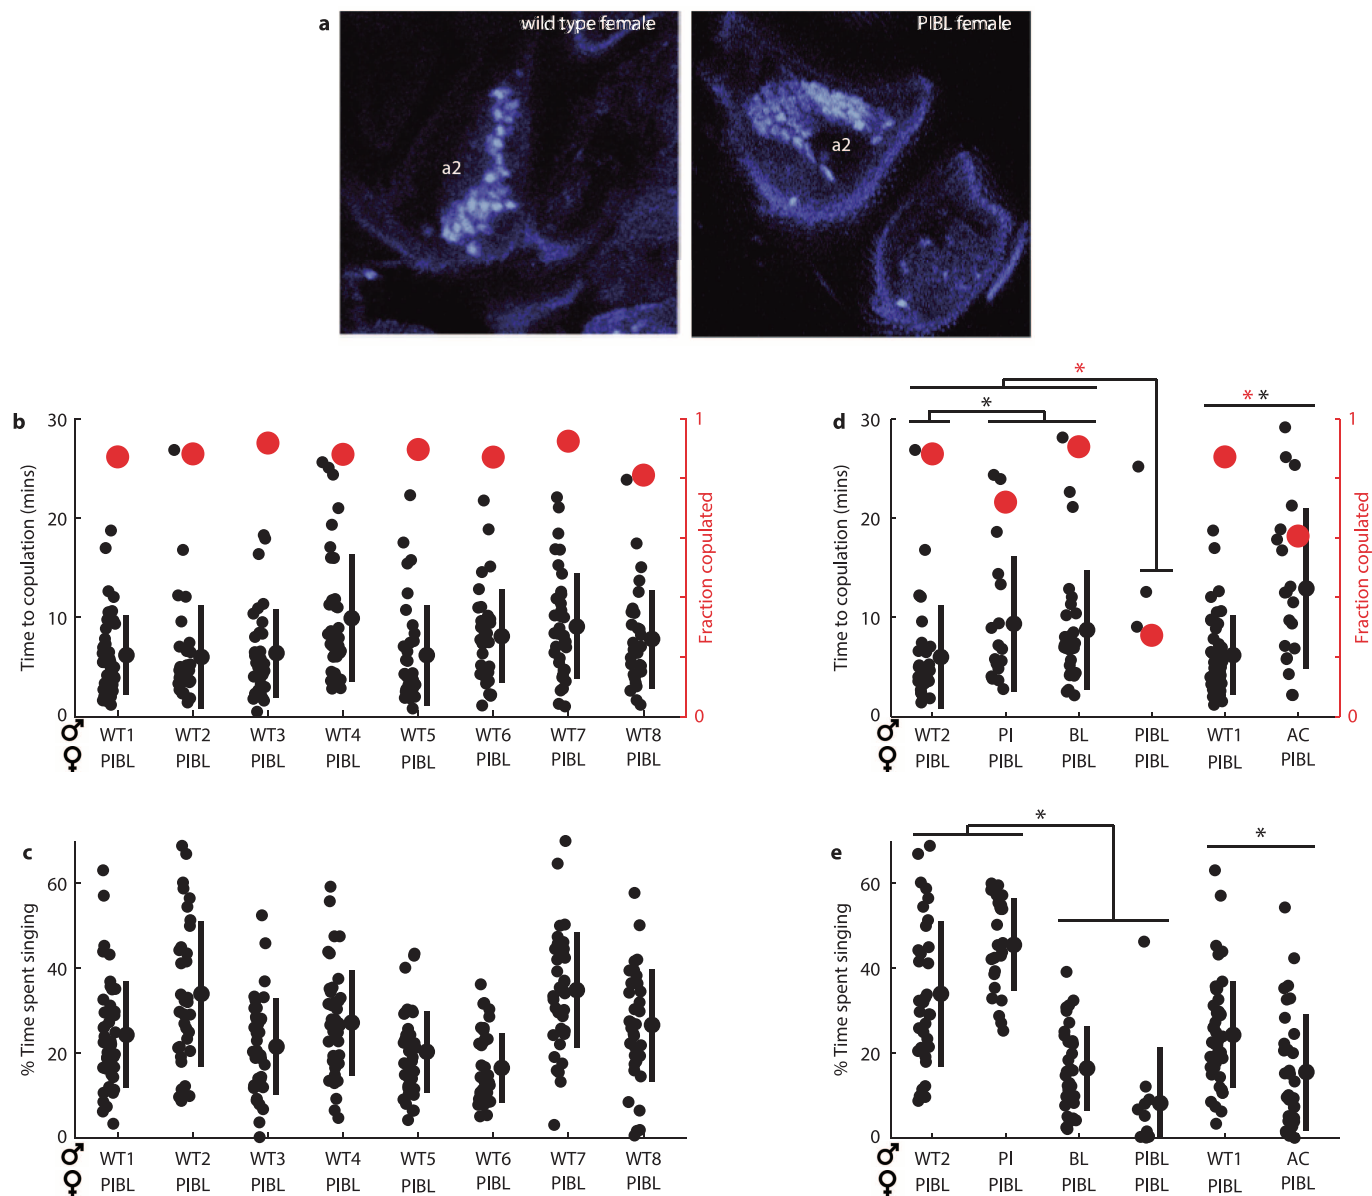 a
wild type female
PIBL female
a2
a2
b
Time to copulation (mins)
30
20
10
0
1
0
Fraction copulated
♂ WT1 WT2 WT3 WT4 WT5 WT6 WT7 WT8
♀ PIBL PIBL PIBL PIBL PIBL PIBL PIBL PIBL
d
* * * *
Time to copulation (mins)
30
20
10
0
1
0
Fraction copulated
♂ WT2 PI BL PIBL WT1 AC
♀ PIBL PIBL PIBL PIBL PIBL PIBL
c
% Time spent singing
60
40
20
0
♂ WT1 WT2 WT3 WT4 WT5 WT6 WT7 WT8
♀ PIBL PIBL PIBL PIBL PIBL PIBL PIBL PIBL
e
* *
% Time spent singing
60
40
20
0
♂ WT2 PI BL PIBL WT1 AC
♀ PIBL PIBL PIBL PIBL PIBL PIBL